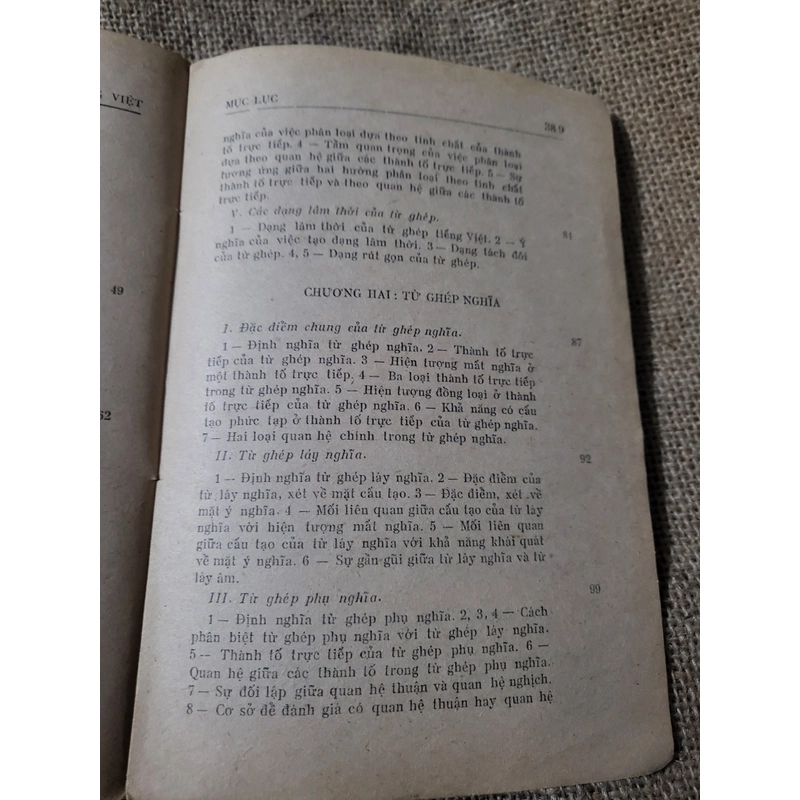 VIỆT
49
62
MỤC LỤC
389
nghĩa của việc phân loại dựa theo tính chất của thành
tố trực tiếp. 4 — Tầm quan trọng của việc phân loại
dựa theo quan hệ giữa các thành tố trực tiếp. 5 — Sự
tương ứng giữa hai hướng phân loại theo tính chất
thành tố trực tiếp và theo quan hệ giữa các thành tố
trực tiếp.
V. Các dạng lâm thời của từ ghép. 81
1 — Dạng lâm thời của từ ghép tiếng Việt. 2 — Ý
nghĩa của việc tạo dạng lâm thời. 3 — Dạng tách đôi
của từ ghép. 4, 5 — Dạng rút gọn của từ ghép.
CHƯƠNG HAI : TỪ GHÉP NGHĨA
I. Đặc điểm chung của từ ghép nghĩa. 87
1 — Định nghĩa từ ghép nghĩa. 2 — Thành tố trực
tiếp của từ ghép nghĩa. 3 — Hiện tượng mất nghĩa ở
một thành tố trực tiếp. 4 — Ba loại thành tố trực tiếp
trong từ ghép nghĩa. 5 — Hiện tượng đồng loại ở thành
tố trực tiếp của từ ghép nghĩa. 6 — Khả năng có cấu
tạo phức tạp ở thành tố trực tiếp của từ ghép nghĩa.
7 — Hai loại quan hệ chính trong từ ghép nghĩa.
II. Từ ghép láy nghĩa. 92
1 — Định nghĩa từ ghép láy nghĩa. 2 — Đặc điểm của
từ láy nghĩa, xét về mặt cấu tạo. 3 — Đặc điểm, xét về
mặt ý nghĩa. 4 — Mối liên quan giữa cấu tạo của từ láy
nghĩa với hiện tượng mất nghĩa. 5 — Mối liên quan
giữa cấu tạo của từ láy nghĩa với khả năng khái quát
về mặt ý nghĩa. 6 — Sự gần gũi giữa từ láy nghĩa và từ
láy âm.
III. Từ ghép phụ nghĩa. 99
1 — Định nghĩa từ ghép phụ nghĩa. 2, 3, 4 — Cách
phân biệt từ ghép phụ nghĩa với từ ghép láy nghĩa.
5 — Thành tố trực tiếp của từ ghép phụ nghĩa. 6 —
Quan hệ giữa các thành tố trong từ ghép phụ nghĩa.
7 — Sự đối lập giữa quan hệ thuận và quan hệ nghịch.
8 — Cơ sở để đánh giá có quan hệ thuận hay quan hệ